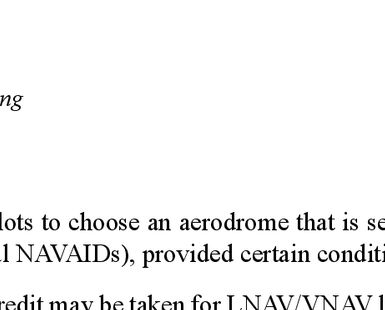 ng
lots to choose an aerodrome that is se
al NAVAIDs), provided certain conditi
redit may be taken for LNAV/VNAV